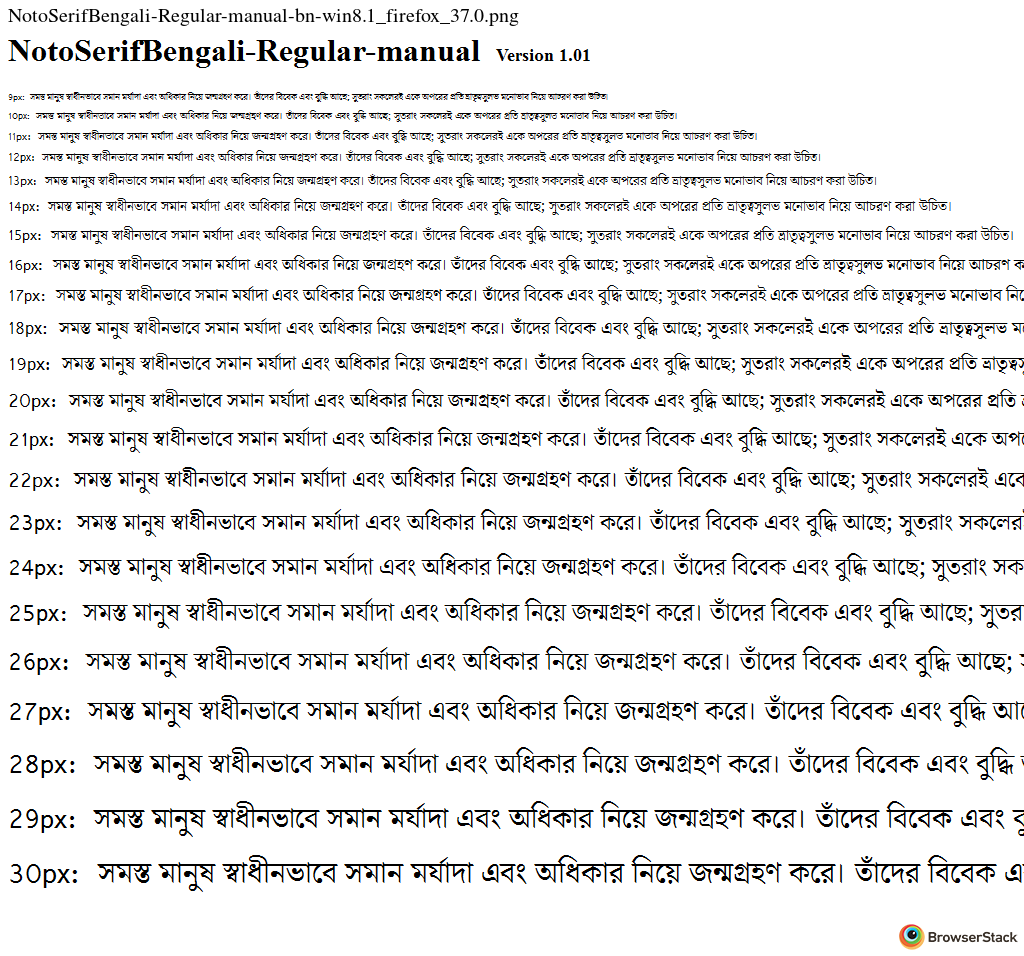 NotoSerifBengali-Regular-manual-bn-win8.1_firefox_37.0.png
NotoSerifBengali-Regular-manual Version 1.01
9px: সমস্ত মানুষ স্বাধীনভাবে সমান মর্যাদা এবং অধিকার নিয়ে জন্মগ্রহণ করে। তাঁদের বিবেক এবং বুদ্ধি আছে; সুতরাং সকলেরই একে অপরের প্রতি ভ্রাতৃত্বসুলভ মনোভাব নিয়ে আচরণ করা উচিত।
10px: সমস্ত মানুষ স্বাধীনভাবে সমান মর্যাদা এবং অধিকার নিয়ে জন্মগ্রহণ করে। তাঁদের বিবেক এবং বুদ্ধি আছে; সুতরাং সকলেরই একে অপরের প্রতি ভ্রাতৃত্বসুলভ মনোভাব নিয়ে আচরণ করা উচিত।
11px: সমস্ত মানুষ স্বাধীনভাবে সমান মর্যাদা এবং অধিকার নিয়ে জন্মগ্রহণ করে। তাঁদের বিবেক এবং বুদ্ধি আছে; সুতরাং সকলেরই একে অপরের প্রতি ভ্রাতৃত্বসুলভ মনোভাব নিয়ে আচরণ করা উচিত।
12px: সমস্ত মানুষ স্বাধীনভাবে সমান মর্যাদা এবং অধিকার নিয়ে জন্মগ্রহণ করে। তাঁদের বিবেক এবং বুদ্ধি আছে; সুতরাং সকলেরই একে অপরের প্রতি ভ্রাতৃত্বসুলভ মনোভাব নিয়ে আচরণ করা উচিত।
13px: সমস্ত মানুষ স্বাধীনভাবে সমান মর্যাদা এবং অধিকার নিয়ে জন্মগ্রহণ করে। তাঁদের বিবেক এবং বুদ্ধি আছে; সুতরাং সকলেরই একে অপরের প্রতি ভ্রাতৃত্বসুলভ মনোভাব নিয়ে আচরণ করা উচিত।
14px: সমস্ত মানুষ স্বাধীনভাবে সমান মর্যাদা এবং অধিকার নিয়ে জন্মগ্রহণ করে। তাঁদের বিবেক এবং বুদ্ধি আছে; সুতরাং সকলেরই একে অপরের প্রতি ভ্রাতৃত্বসুলভ মনোভাব নিয়ে আচরণ করা উচিত।
15px: সমস্ত মানুষ স্বাধীনভাবে সমান মর্যাদা এবং অধিকার নিয়ে জন্মগ্রহণ করে। তাঁদের বিবেক এবং বুদ্ধি আছে; সুতরাং সকলেরই একে অপরের প্রতি ভ্রাতৃত্বসুলভ মনোভাব নিয়ে আচরণ করা উচিত।
16px: সমস্ত মানুষ স্বাধীনভাবে সমান মর্যাদা এবং অধিকার নিয়ে জন্মগ্রহণ করে। তাঁদের বিবেক এবং বুদ্ধি আছে; সুতরাং সকলেরই একে অপরের প্রতি ভ্রাতৃত্বসুলভ মনোভাব নিয়ে আচরণ
17px: সমস্ত মানুষ স্বাধীনভাবে সমান মর্যাদা এবং অধিকার নিয়ে জন্মগ্রহণ করে। তাঁদের বিবেক এবং বুদ্ধি আছে; সুতরাং সকলেরই একে অপরের প্রতি ভ্রাতৃত্বসুলভ মনোভাব
18px: সমস্ত মানুষ স্বাধীনভাবে সমান মর্যাদা এবং অধিকার নিয়ে জন্মগ্রহণ করে। তাঁদের বিবেক এবং বুদ্ধি আছে; সুতরাং সকলেরই একে অপরের প্রতি ভ্রাতৃত্বসুলভ
19px: সমস্ত মানুষ স্বাধীনভাবে সমান মর্যাদা এবং অধিকার নিয়ে জন্মগ্রহণ করে। তাঁদের বিবেক এবং বুদ্ধি আছে; সুতরাং সকলেরই একে অপরের প্রতি
20px: সমস্ত মানুষ স্বাধীনভাবে সমান মর্যাদা এবং অধিকার নিয়ে জন্মগ্রহণ করে। তাঁদের বিবেক এবং বুদ্ধি আছে; সুতরাং সকলেরই একে অপরের প্রতি
21px: সমস্ত মানুষ স্বাধীনভাবে সমান মর্যাদা এবং অধিকার নিয়ে জন্মগ্রহণ করে। তাঁদের বিবেক এবং বুদ্ধি আছে; সুতরাং সকলেরই একে
22px: সমস্ত মানুষ স্বাধীনভাবে সমান মর্যাদা এবং অধিকার নিয়ে জন্মগ্রহণ করে। তাঁদের বিবেক এবং বুদ্ধি আছে; সুতরাং সকলেরই একে
23px: সমস্ত মানুষ স্বাধীনভাবে সমান মর্যাদা এবং অধিকার নিয়ে জন্মগ্রহণ করে। তাঁদের বিবেক এবং বুদ্ধি আছে; সুতরাং
24px: সমস্ত মানুষ স্বাধীনভাবে সমান মর্যাদা এবং অধিকার নিয়ে জন্মগ্রহণ করে। তাঁদের বিবেক এবং বুদ্ধি আছে; সুতরাং
25px: সমস্ত মানুষ স্বাধীনভাবে সমান মর্যাদা এবং অধিকার নিয়ে জন্মগ্রহণ করে। তাঁদের বিবেক এবং বুদ্ধি আছে;
26px: সমস্ত মানুষ স্বাধীনভাবে সমান মর্যাদা এবং অধিকার নিয়ে জন্মগ্রহণ করে। তাঁদের বিবেক এবং বুদ্ধি আছে;
27px: সমস্ত মানুষ স্বাধীনভাবে সমান মর্যাদা এবং অধিকার নিয়ে জন্মগ্রহণ করে। তাঁদের বিবেক এবং বুদ্ধি
28px: সমস্ত মানুষ স্বাধীনভাবে সমান মর্যাদা এবং অধিকার নিয়ে জন্মগ্রহণ করে। তাঁদের বিবেক এবং বুদ্ধি
29px: সমস্ত মানুষ স্বাধীনভাবে সমান মর্যাদা এবং অধিকার নিয়ে জন্মগ্রহণ করে। তাঁদের বিবেক এবং
30px: সমস্ত মানুষ স্বাধীনভাবে সমান মর্যাদা এবং অধিকার নিয়ে জন্মগ্রহণ করে। তাঁদের বিবেক
BrowserStack